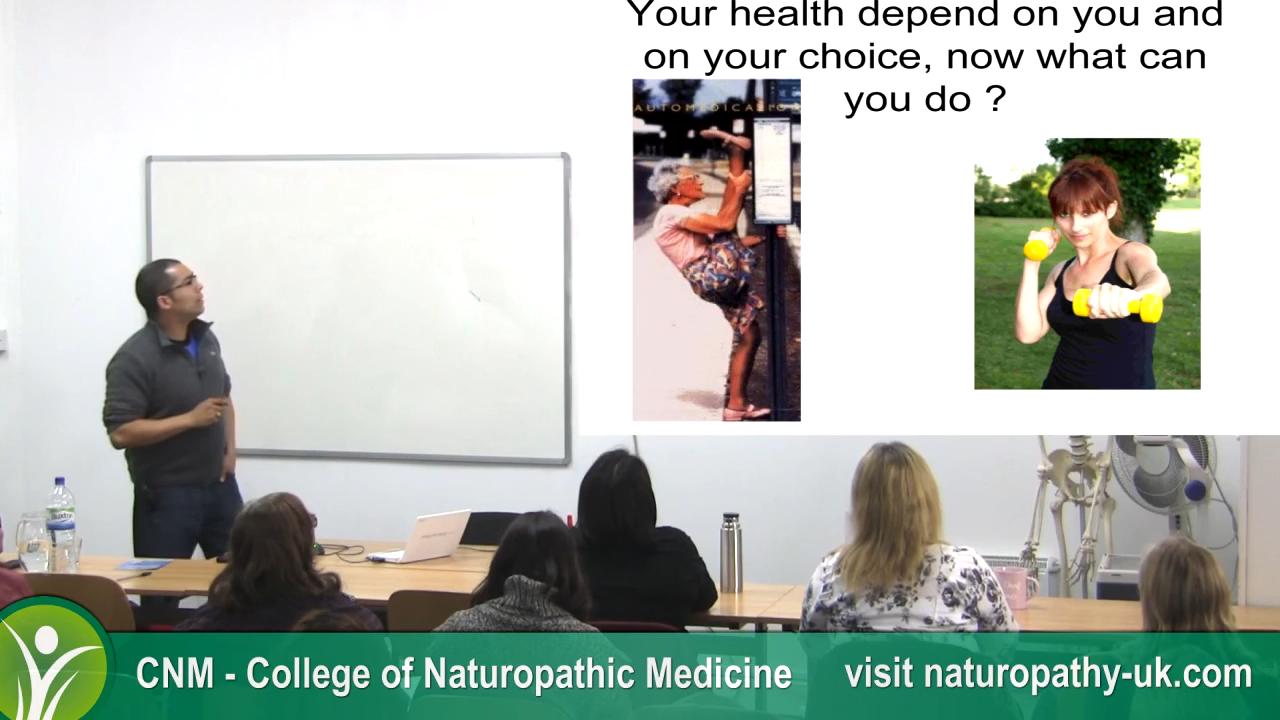 Your health depend on you and
on your choice, now what can
you do ?
AUTOMEDICATION
CNM - College of Naturopathic Medicine
visit naturopathy-uk.com